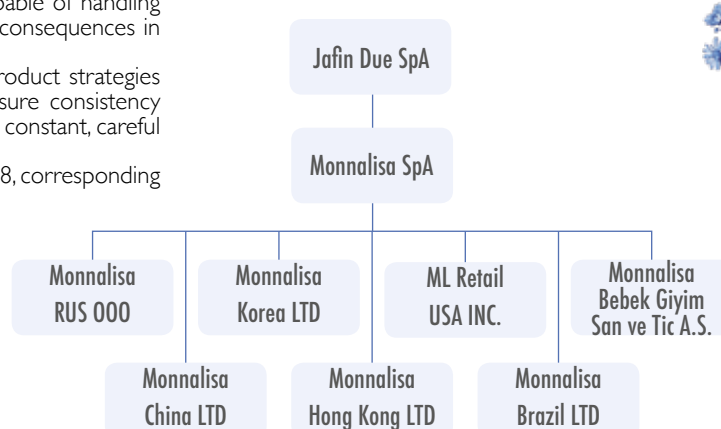 pable of handling
consequences in
roduct strategies
sure consistency
constant, careful
8, corresponding
Jafin Due SpA
Monnalisa SpA
Monnalisa
RUS OOO
Monnalisa
Korea LTD
ML Retail
USA INC.
Monnalisa
Bebek Giyim
San ve Tic A.S.
Monnalisa
China LTD
Monnalisa
Hong Kong LTD
Monnalisa
Brazil LTD